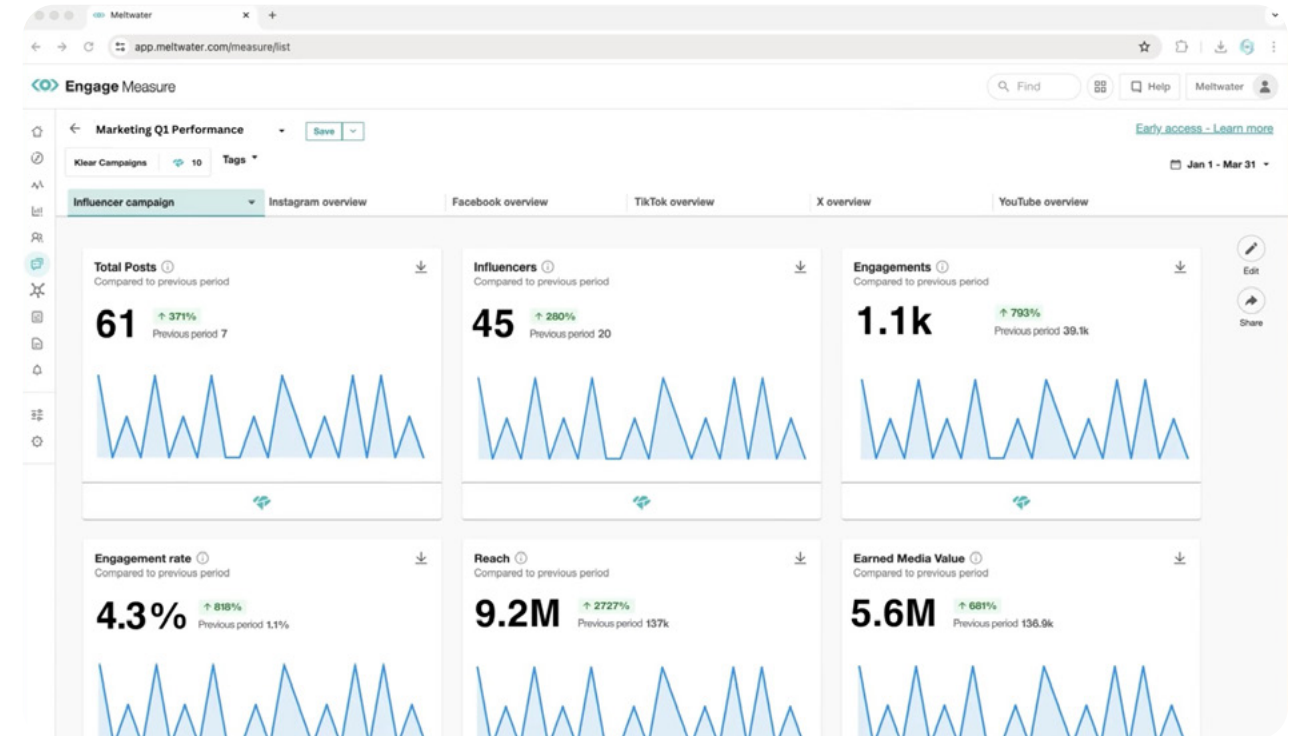 Meltwater
app.meltwater.com/measure/list
Engage Measure
Find
Help
Meltwater
Marketing Q1 Performance
Save
Early access - Learn more
Klear Campaigns
10
Tags
Jan 1 - Mar 31
Influencer campaign
Instagram overview
Facebook overview
TikTok overview
X overview
YouTube overview
Total Posts
Compared to previous period
61
↑ 371%
Previous period 7
Influencers
Compared to previous period
45
↑ 280%
Previous period 20
Engagements
Compared to previous period
1.1k
↑ 793%
Previous period 39.1k
Edit
Share
Engagement rate
Compared to previous period
4.3%
↑ 818%
Previous period 1.1%
Reach
Compared to previous period
9.2M
↑ 2727%
Previous period 137k
Earned Media Value
Compared to previous period
5.6M
↑ 681%
Previous period 136.9k